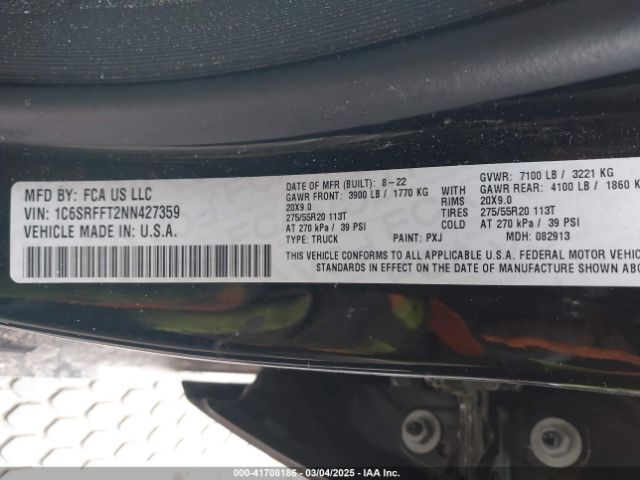 MFD BY: FCA US LLC
VIN: 1C6SRFFT2NN427359
VEHICLE MADE IN: U.S.A.
DATE OF MFR (BUILT): 8-22
GAWR FRONT: 3900 LB / 1770 KG WITH
20X9.0 RIMS
275/55R20 113T TIRES
AT 270 kPa / 39 PSI COLD
TYPE: TRUCK PAINT: PXJ
GVWR: 7100 LB / 3221 KG
GAWR REAR: 4100 LB / 1860
20X9.0
275/55R20 113T
AT 270 kPa / 39 PSI
MDH: 082913
THIS VEHICLE CONFORMS TO ALL APPLICABLE U.S.A. FEDERAL MOTOR
STANDARDS IN EFFECT ON THE DATE OF MANUFACTURE SHOWN
000-41708186 - 03/04/2025 - IAA Inc.